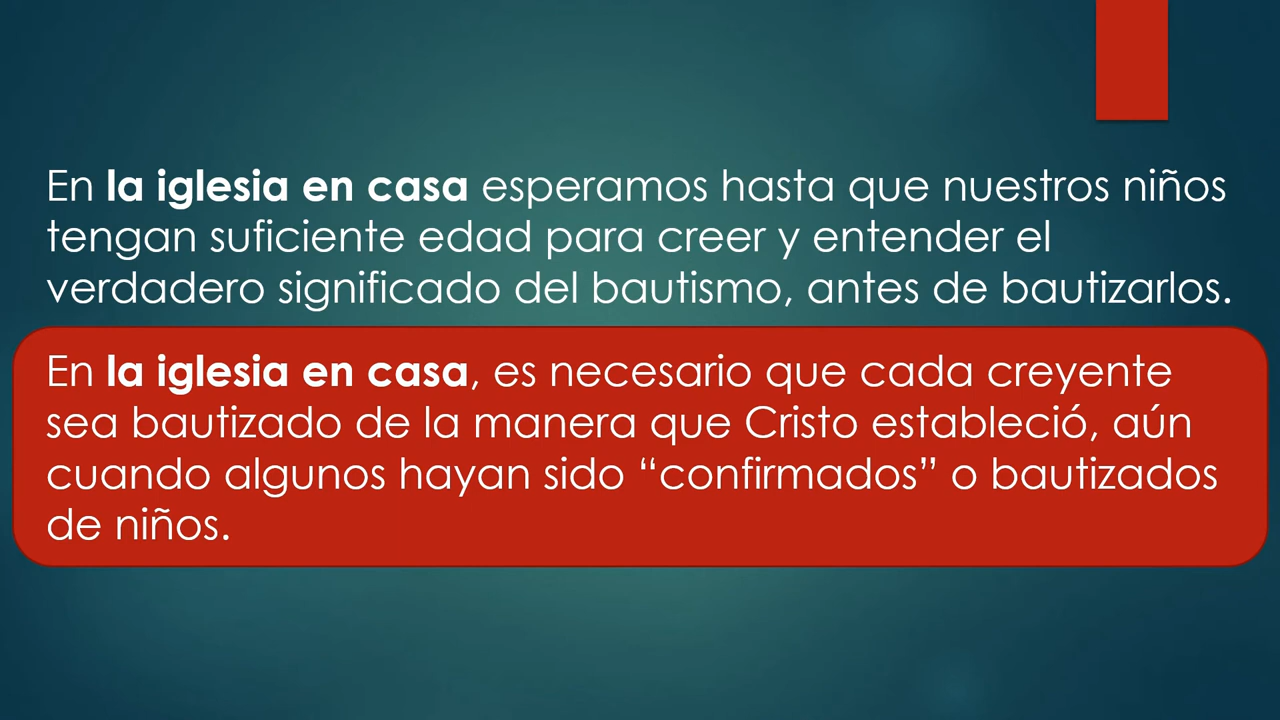 En la iglesia en casa esperamos hasta que nuestros niños
tengan suficiente edad para creer y entender el
verdadero significado del bautismo, antes de bautizarlos.
En la iglesia en casa, es necesario que cada creyente
sea bautizado de la manera que Cristo estableció, aún
cuando algunos hayan sido “confirmados” o bautizados
de niños.